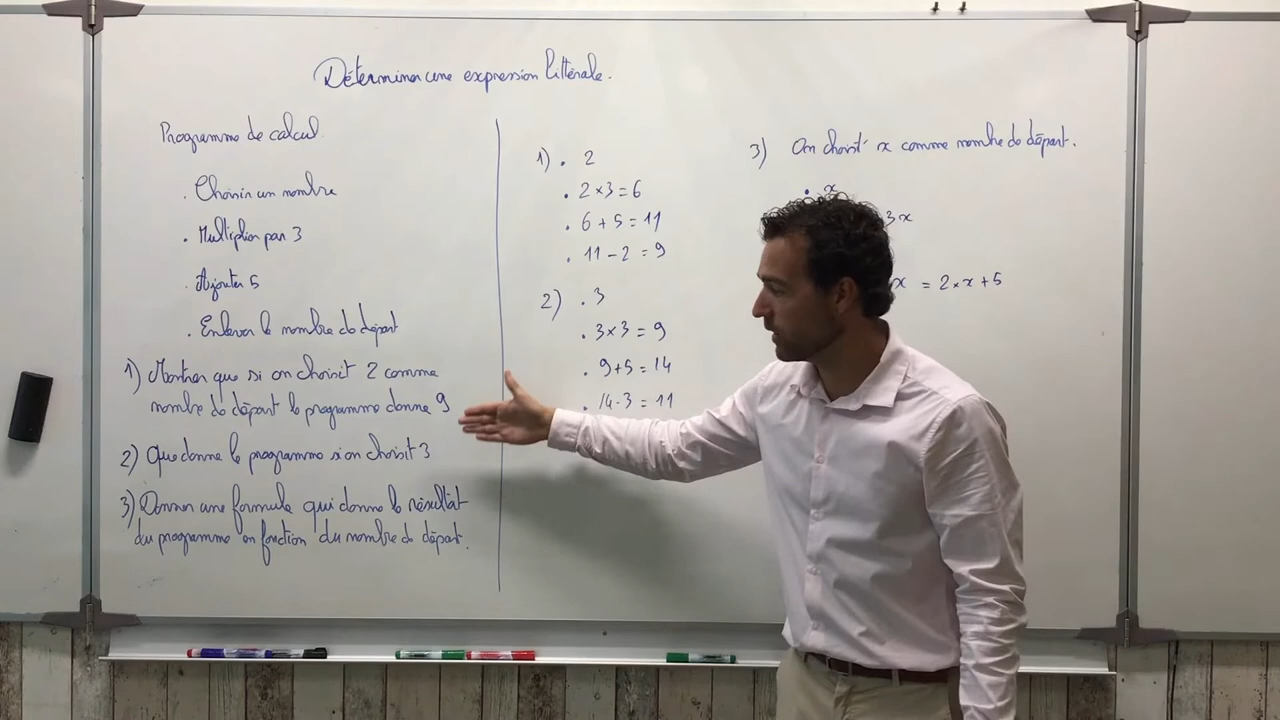 Déterminer une expression littérale.
Programme de calcul
. Choisir un nombre
. Multiplier par 3
. Ajouter 5
. Enlever le nombre de départ
1) Montrer que si on choisit 2 comme
nombre de départ le programme donne 9
2) Que donne le programme si on choisit 3
3) Donner une formule qui donne le résultat
du programme en fonction du nombre de départ.
1) . 2
. 2 × 3 = 6
. 6 + 5 = 11
. 11 - 2 = 9
2) . 3
. 3 × 3 = 9
. 9 + 5 = 14
. 14 - 3 = 11
3) On choisit x comme nombre de départ.
. x
3x
x = 2 × x + 5